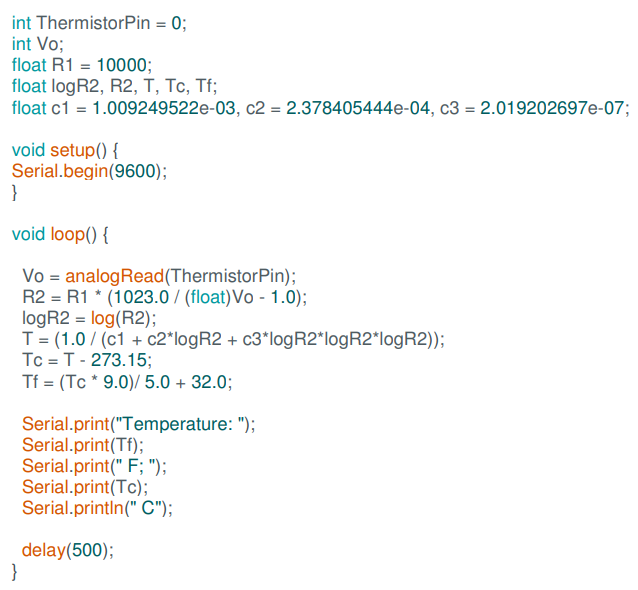 int ThermistorPin = 0;
int Vo;
float R1 = 10000;
float logR2, R2, T, Tc, Tf;
float c1 = 1.009249522e-03, c2 = 2.378405444e-04, c3 = 2.019202697e-07;

void setup() {
Serial.begin(9600);
}

void loop() {

  Vo = analogRead(ThermistorPin);
  R2 = R1 * (1023.0 / (float)Vo - 1.0);
  logR2 = log(R2);
  T = (1.0 / (c1 + c2*logR2 + c3*logR2*logR2*logR2));
  Tc = T - 273.15;
  Tf = (Tc * 9.0)/ 5.0 + 32.0;

  Serial.print("Temperature: ");
  Serial.print(Tf);
  Serial.print(" F; ");
  Serial.print(Tc);
  Serial.println(" C");

  delay(500);
}